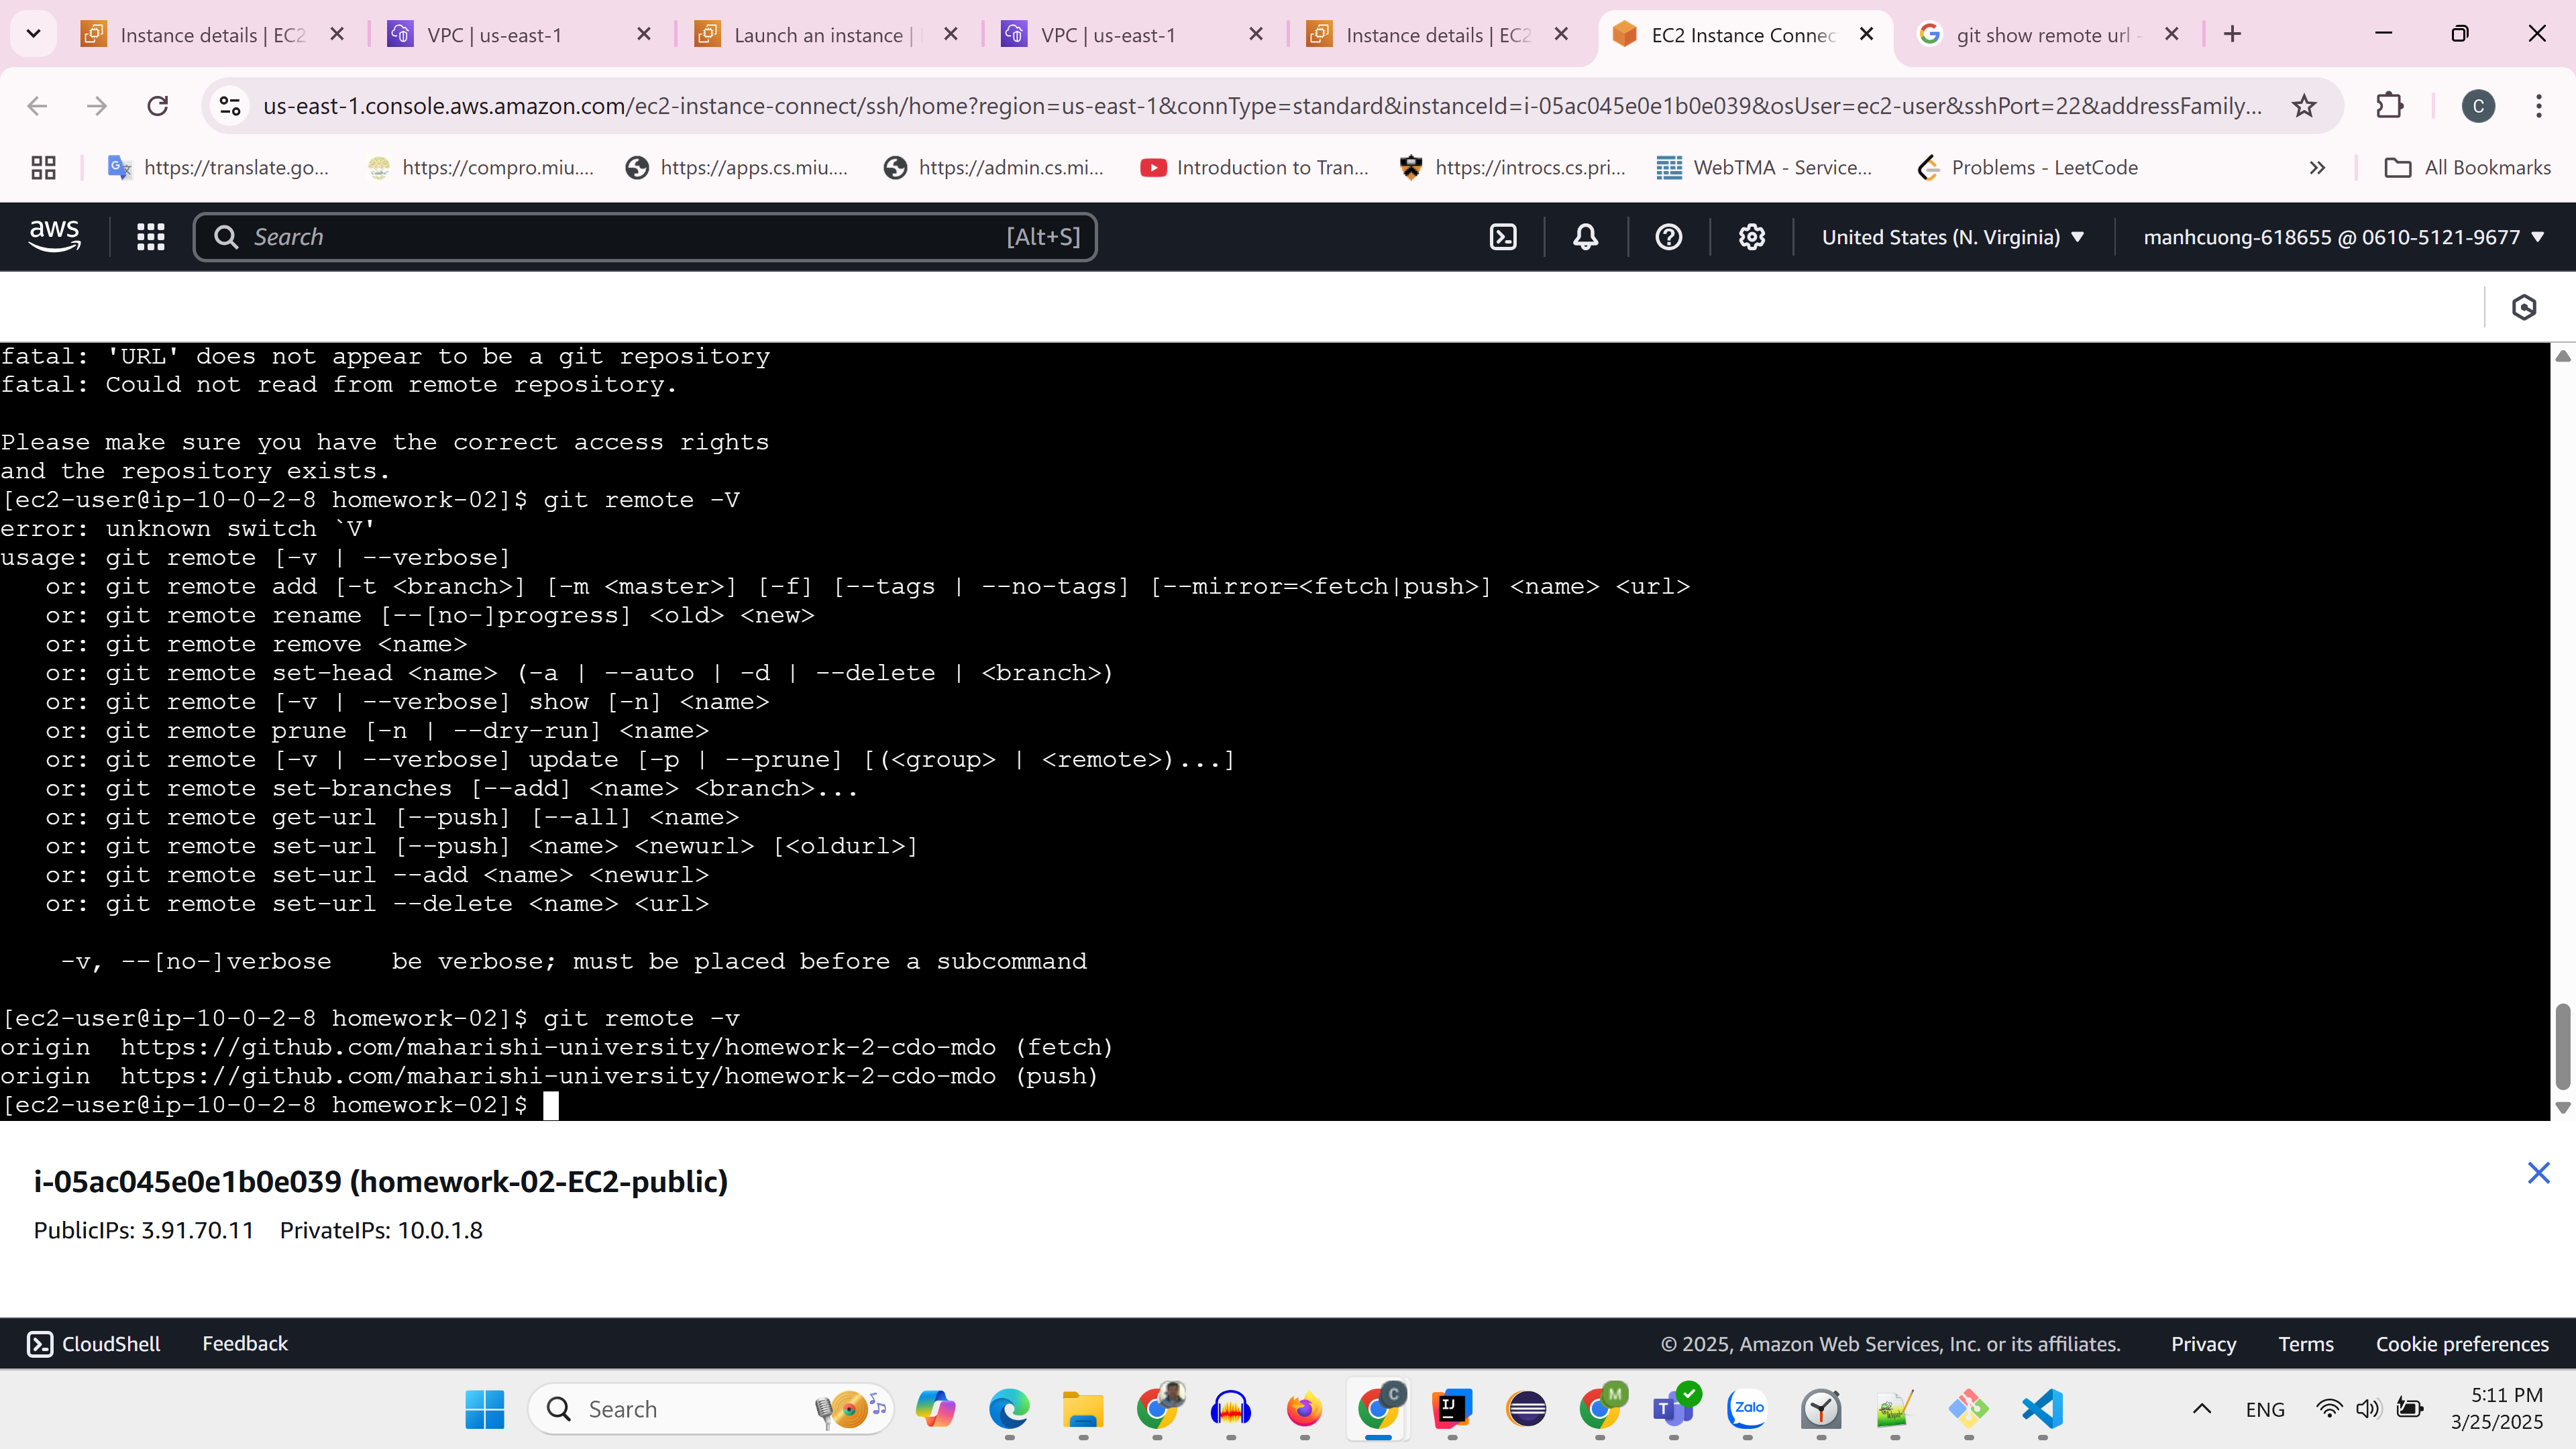 Instance details | EC2
VPC | us-east-1
Launch an instance |
VPC | us-east-1
Instance details | EC2
EC2 Instance Connec
git show remote url -
us-east-1.console.aws.amazon.com/ec2-instance-connect/ssh/home?region=us-east-1&connType=standard&instanceId=i-05ac045e0e1b0e039&osUser=ec2-user&sshPort=22&addressFamily...
C
https://translate.go...
https://compro.miu....
https://apps.cs.miu....
https://admin.cs.mi...
Introduction to Tran...
https://introcs.cs.pri...
WebTMA - Service...
Problems - LeetCode
All Bookmarks
aws
Search
[Alt+S]
United States (N. Virginia)
manhcuong-618655 @ 0610-5121-9677
fatal: 'URL' does not appear to be a git repository
fatal: Could not read from remote repository.
Please make sure you have the correct access rights
and the repository exists.
[ec2-user@ip-10-0-2-8 homework-02]$ git remote -V
error: unknown switch `V'
usage: git remote [-v | --verbose]
or: git remote add [-t <branch>] [-m <master>] [-f] [--tags | --no-tags] [--mirror=<fetch|push>] <name> <url>
or: git remote rename [--[no-]progress] <old> <new>
or: git remote remove <name>
or: git remote set-head <name> (-a | --auto | -d | --delete | <branch>)
or: git remote [-v | --verbose] show [-n] <name>
or: git remote prune [-n | --dry-run] <name>
or: git remote [-v | --verbose] update [-p | --prune] [(<group> | <remote>)...]
or: git remote set-branches [--add] <name> <branch>...
or: git remote get-url [--push] [--all] <name>
or: git remote set-url [--push] <name> <newurl> [<oldurl>]
or: git remote set-url --add <name> <newurl>
or: git remote set-url --delete <name> <url>
-v, --[no-]verbose    be verbose; must be placed before a subcommand
[ec2-user@ip-10-0-2-8 homework-02]$ git remote -v
origin  https://github.com/maharishi-university/homework-2-cdo-mdo (fetch)
origin  https://github.com/maharishi-university/homework-2-cdo-mdo (push)
[ec2-user@ip-10-0-2-8 homework-02]$
i-05ac045e0e1b0e039 (homework-02-EC2-public)
PublicIPs: 3.91.70.11    PrivateIPs: 10.0.1.8
CloudShell
Feedback
© 2025, Amazon Web Services, Inc. or its affiliates.
Privacy
Terms
Cookie preferences
Search
C
IJ
M
T
Zalo
ENG
5:11 PM
3/25/2025